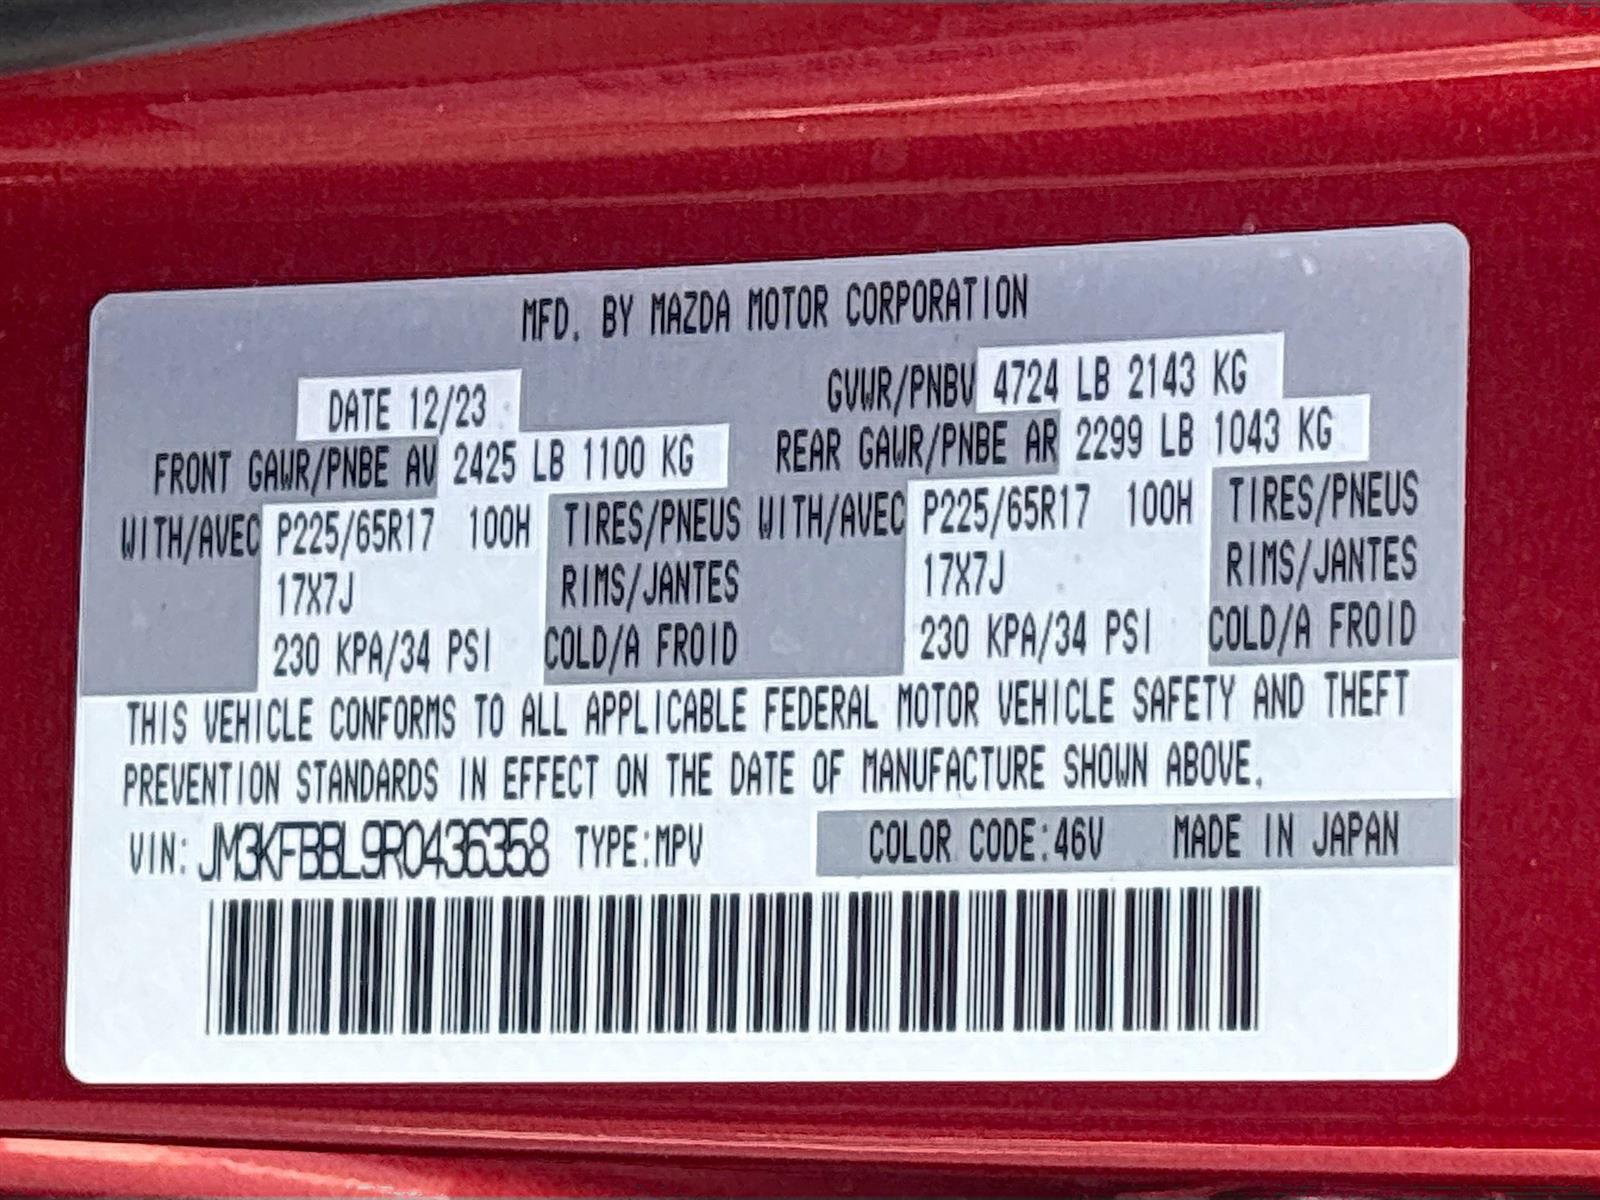 MFD. BY MAZDA MOTOR CORPORATION
DATE 12/23 GVWR/PNBV 4724 LB 2143 KG
FRONT GAWR/PNBE AV 2425 LB 1100 KG REAR GAWR/PNBE AR 2299 LB 1043 KG
WITH/AVEC P225/65R17 100H TIRES/PNEUS WITH/AVEC P225/65R17 100H TIRES/PNEUS
17X7J RIMS/JANTES 17X7J RIMS/JANTES
230 KPA/34 PSI COLD/A FROID 230 KPA/34 PSI COLD/A FROID
THIS VEHICLE CONFORMS TO ALL APPLICABLE FEDERAL MOTOR VEHICLE SAFETY AND THEFT
PREVENTION STANDARDS IN EFFECT ON THE DATE OF MANUFACTURE SHOWN ABOVE.
VIN: JM3KFBBL9R0436358 TYPE:MPV COLOR CODE:46V MADE IN JAPAN